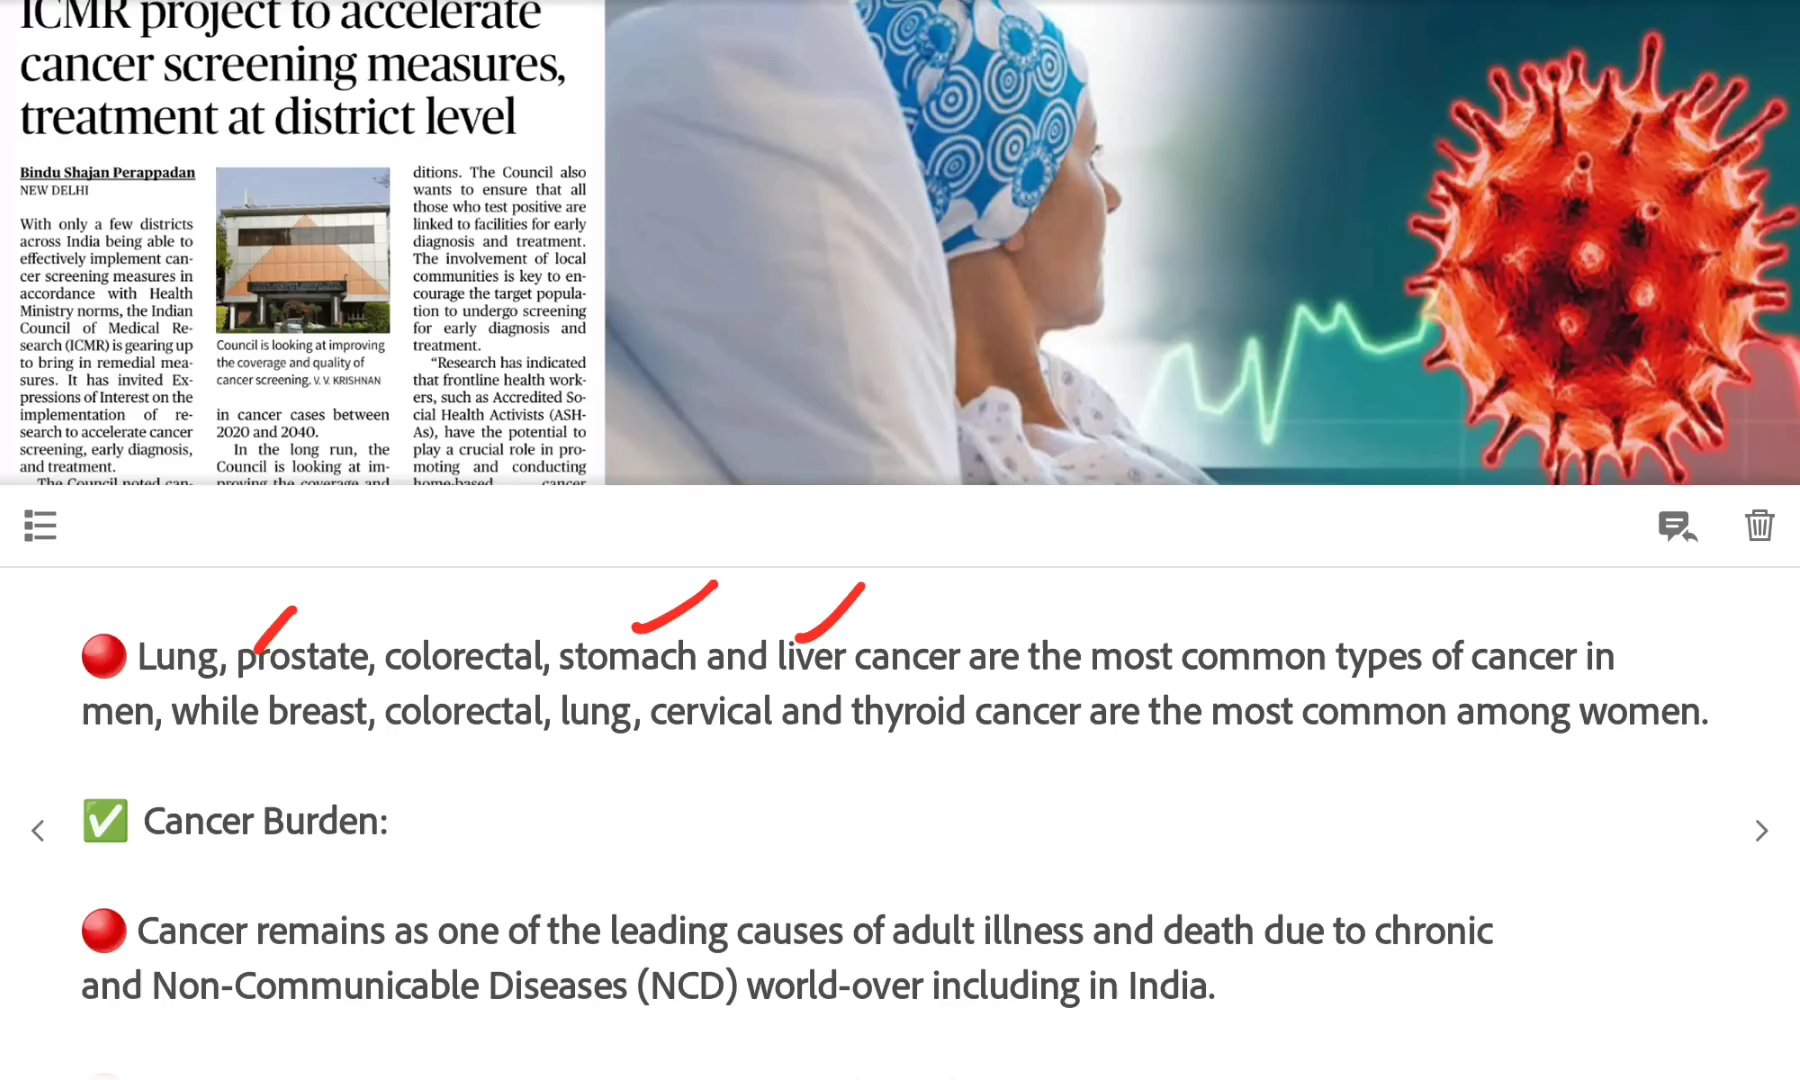 ICMR project to accelerate
cancer screening measures,
treatment at district level
Bindu Shajan Perappadan
NEW DELHI
With only a few districts
across India being able to
effectively implement can-
cer screening measures in
accordance with Health
Ministry norms, the Indian
Council of Medical Re-
search (ICMR) is gearing up
to bring in remedial mea-
sures. It has invited Ex-
pressions of Interest on the
implementation of re-
search to accelerate cancer
screening, early diagnosis,
and treatment.
The Council noted can-
Council is looking at improving
the coverage and quality of
cancer screening. V. V. KRISHNAN
in cancer cases between
2020 and 2040.
In the long run, the
Council is looking at im-
proving the coverage and
ditions. The Council also
wants to ensure that all
those who test positive are
linked to facilities for early
diagnosis and treatment.
The involvement of local
communities is key to en-
courage the target popula-
tion to undergo screening
for early diagnosis and
treatment.
“Research has indicated
that frontline health work-
ers, such as Accredited So-
cial Health Activists (ASH-
As), have the potential to
play a crucial role in pro-
moting and conducting
home-based cancer
Lung, prostate, colorectal, stomach and liver cancer are the most common types of cancer in
men, while breast, colorectal, lung, cervical and thyroid cancer are the most common among women.
Cancer Burden:
Cancer remains as one of the leading causes of adult illness and death due to chronic
and Non-Communicable Diseases (NCD) world-over including in India.